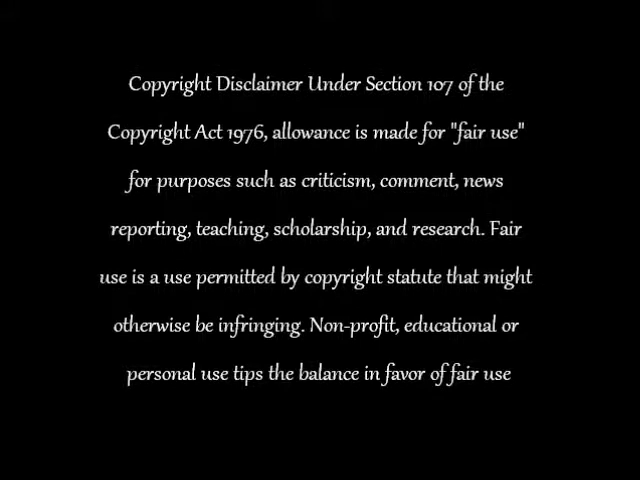 Copyright Disclaimer Under Section 107 of the
Copyright Act 1976, allowance is made for "fair use"
for purposes such as criticism, comment, news
reporting, teaching, scholarship, and research. Fair
use is a use permitted by copyright statute that might
otherwise be infringing. Non-profit, educational or
personal use tips the balance in favor of fair use